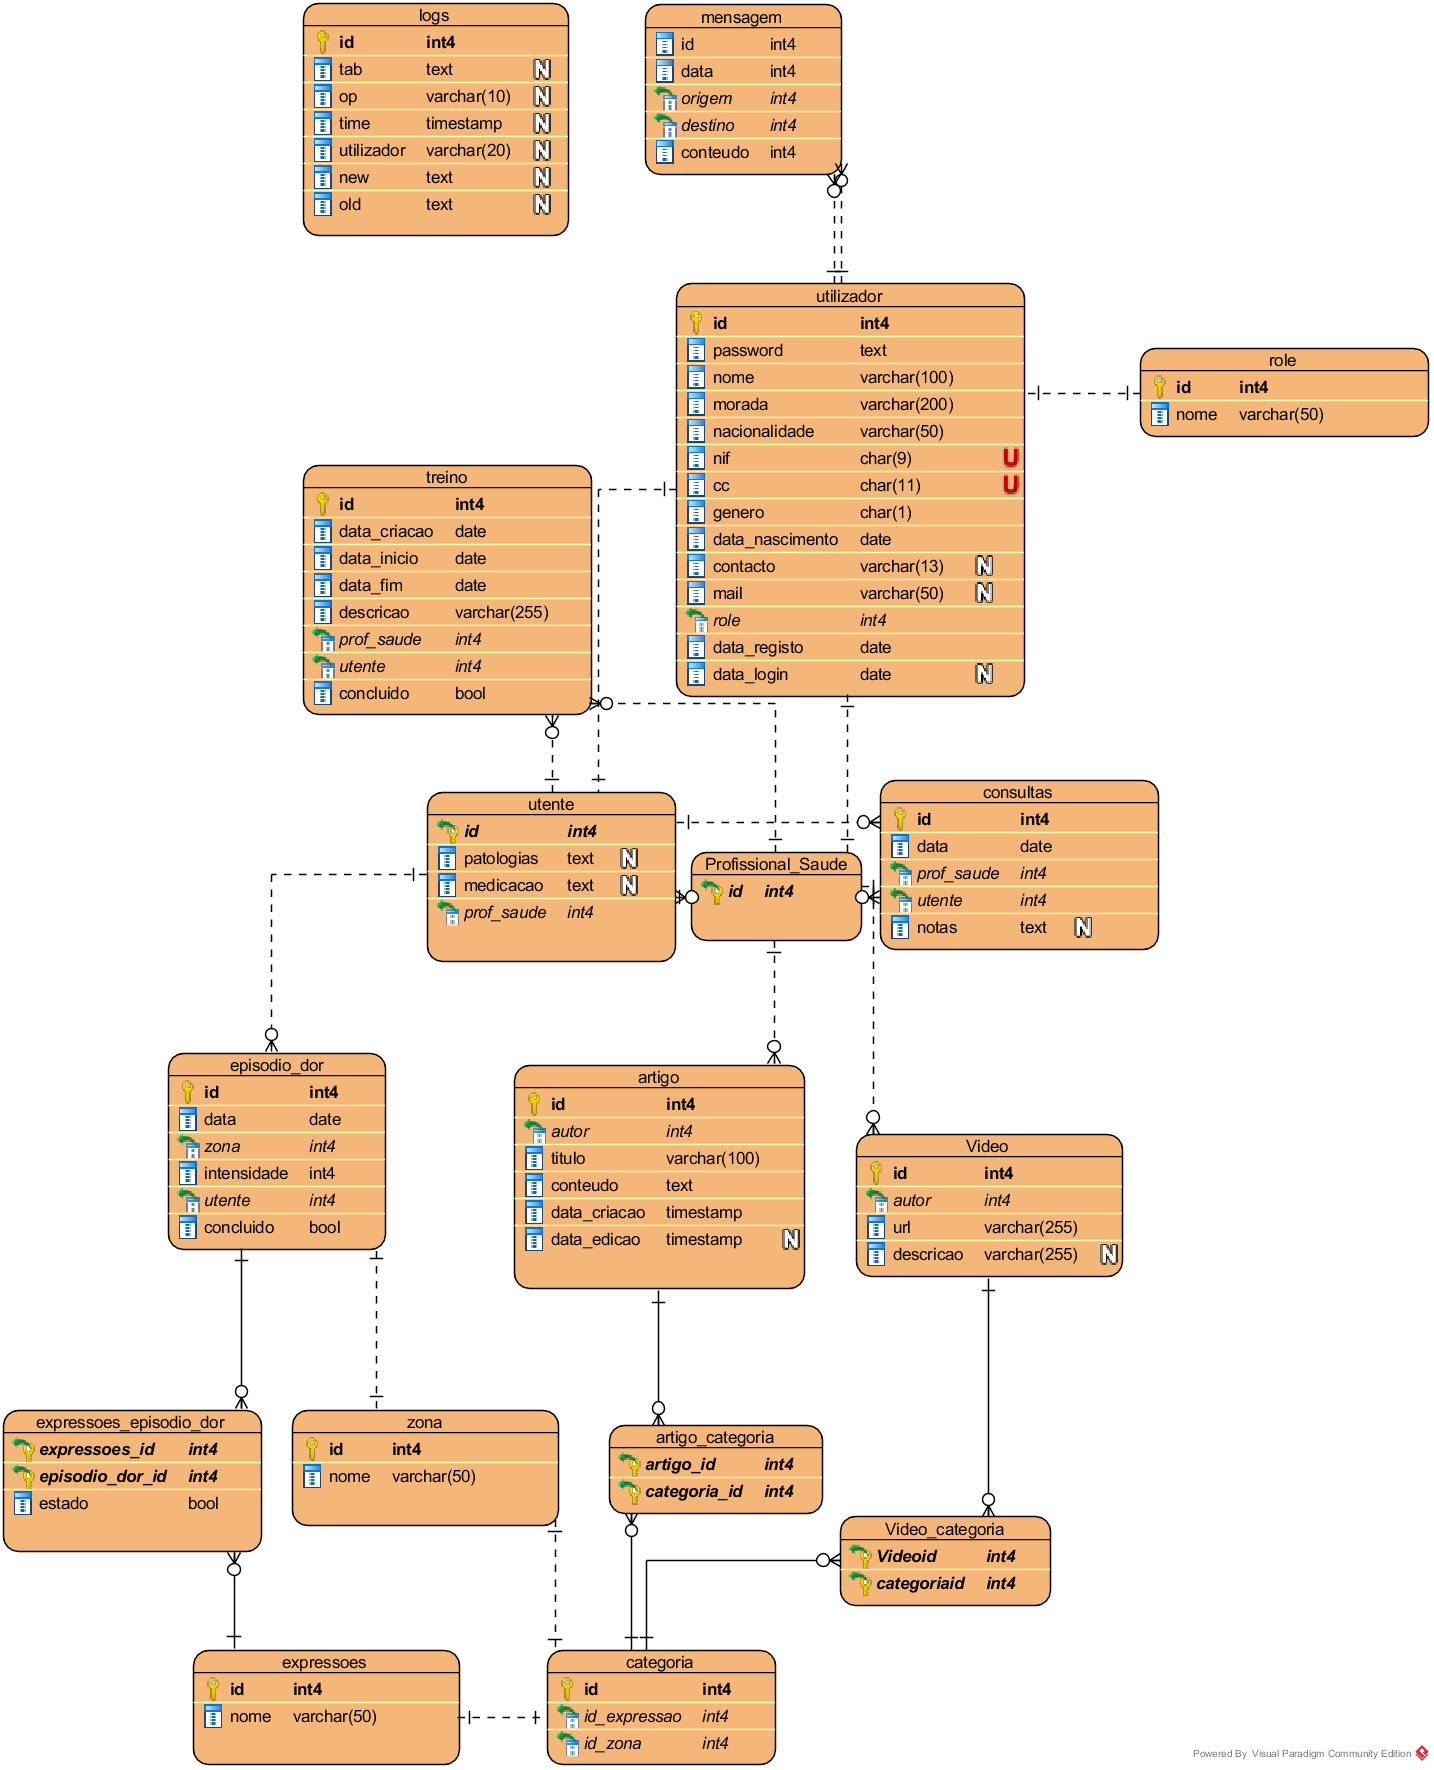 logs
id int4
tab text N
op varchar(10) N
time timestamp N
utilizador varchar(20) N
new text N
old text N
mensagem
id int4
data int4
origem int4
destino int4
conteudo int4
utilizador
id int4
password text
nome varchar(100)
morada varchar(200)
nacionalidade varchar(50)
nif char(9) U
cc char(11) U
genero char(1)
data_nascimento date
contacto varchar(13) N
mail varchar(50) N
role int4
data_registo date
data_login date N
role
id int4
nome varchar(50)
treino
id int4
data_criacao date
data_inicio date
data_fim date
descricao varchar(255)
prof_saude int4
utente int4
concluido bool
utente
id int4
patologias text N
medicacao text N
prof_saude int4
Profissional_Saude
id int4
consultas
id int4
data date
prof_saude int4
utente int4
notas text N
episodio_dor
id int4
data date
zona int4
intensidade int4
utente int4
concluido bool
artigo
id int4
autor int4
titulo varchar(100)
conteudo text
data_criacao timestamp
data_edicao timestamp N
Video
id int4
autor int4
url varchar(255)
descricao varchar(255) N
expressoes_episodio_dor
expressoes_id int4
episodio_dor_id int4
estado bool
zona
id int4
nome varchar(50)
artigo_categoria
artigo_id int4
categoria_id int4
Video_categoria
Videoid int4
categoriaid int4
expressoes
id int4
nome varchar(50)
categoria
id int4
id_expressao int4
id_zona int4
Powered By Visual Paradigm Community Edition